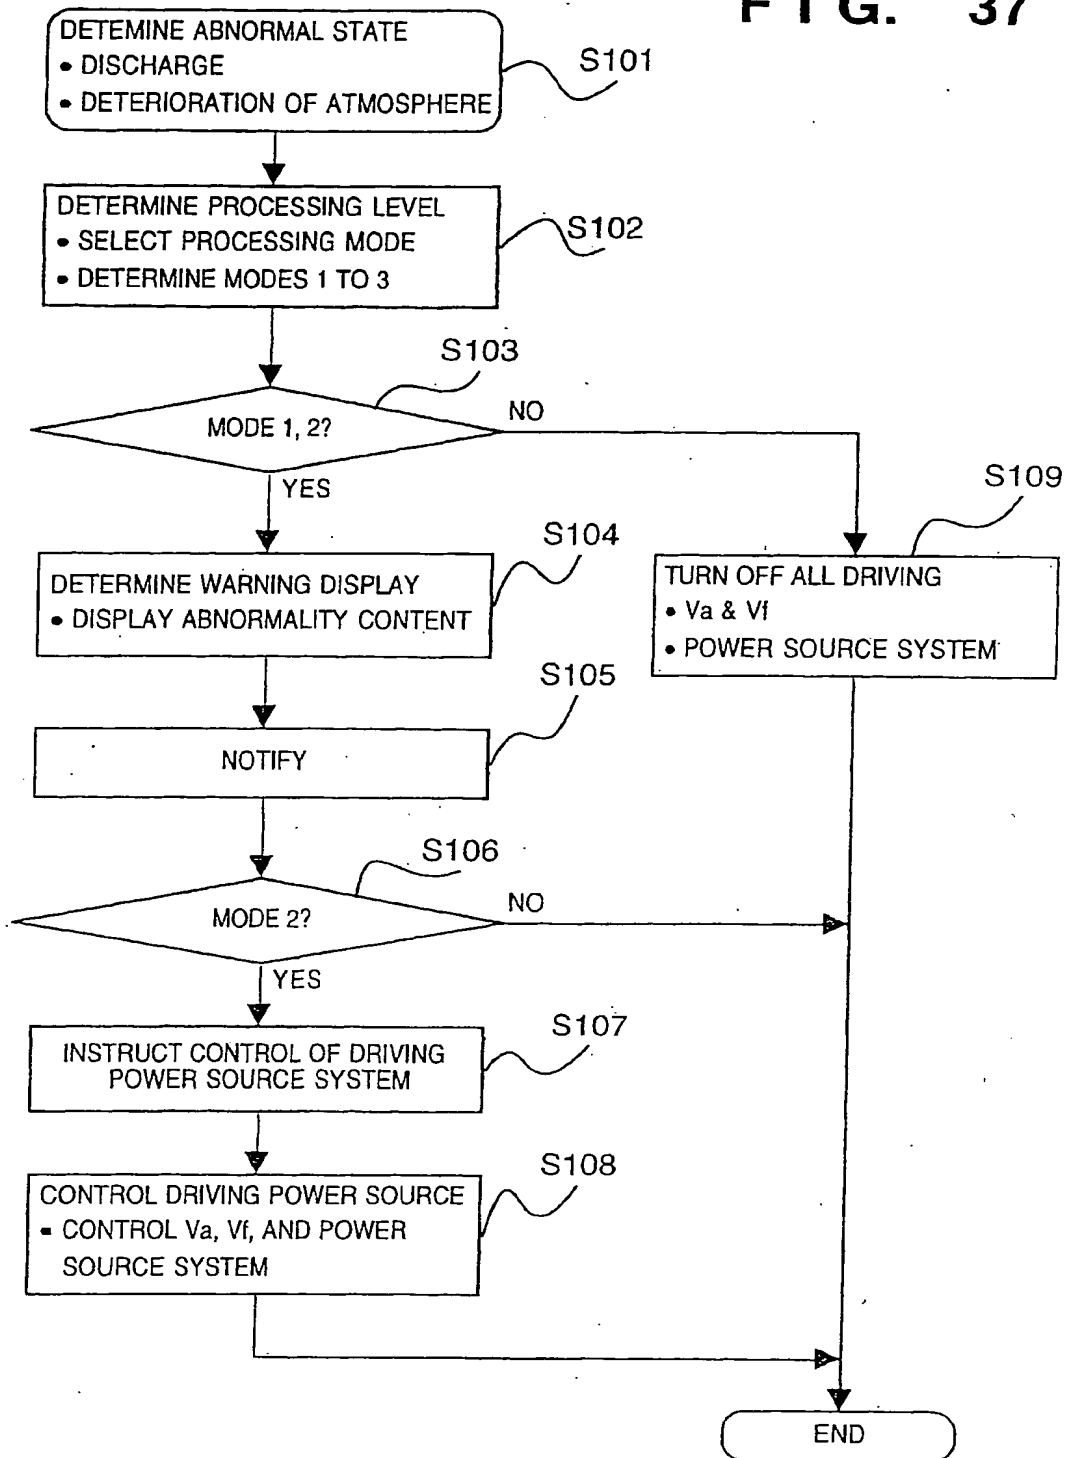 FIG. 37
DETEMINE ABNORMAL STATE
• DISCHARGE
• DETERIORATION OF ATMOSPHERE
S101
DETERMINE PROCESSING LEVEL
• SELECT PROCESSING MODE
• DETERMINE MODES 1 TO 3
S102
S103
MODE 1, 2?
NO
YES
S109
S104
DETERMINE WARNING DISPLAY
• DISPLAY ABNORMALITY CONTENT
TURN OFF ALL DRIVING
• Va & Vf
• POWER SOURCE SYSTEM
S105
NOTIFY
S106
MODE 2?
NO
YES
S107
INSTRUCT CONTROL OF DRIVING
POWER SOURCE SYSTEM
S108
CONTROL DRIVING POWER SOURCE
• CONTROL Va, Vf, AND POWER
SOURCE SYSTEM
END